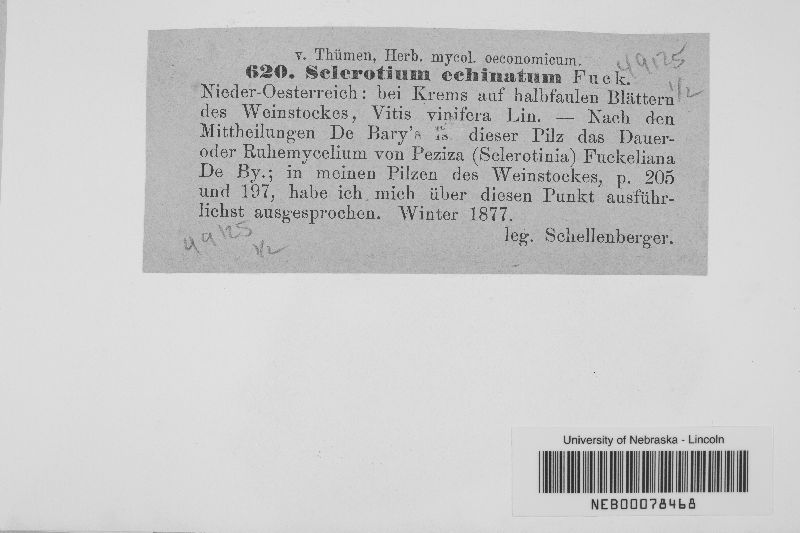 v. Thümen, Herb. mycol. oeconomicum.
620. Sclerotium echinatum Fuck.
49125
1/2
Nieder-Oesterreich: bei Krems auf halbfaulen Blättern
des Weinstockes, Vitis vinifera Lin. — Nach den
Mittheilungen De Bary's is dieser Pilz das Dauer-
oder Ruhemycelium von Peziza (Sclerotinia) Fuckeliana
De By.; in meinen Pilzen des Weinstockes, p. 205
und 197, habe ich mich über diesen Punkt ausführ-
lichst ausgesprochen. Winter 1877.
leg. Schellenberger.
49125
1/2
University of Nebraska - Lincoln
NEB00078468